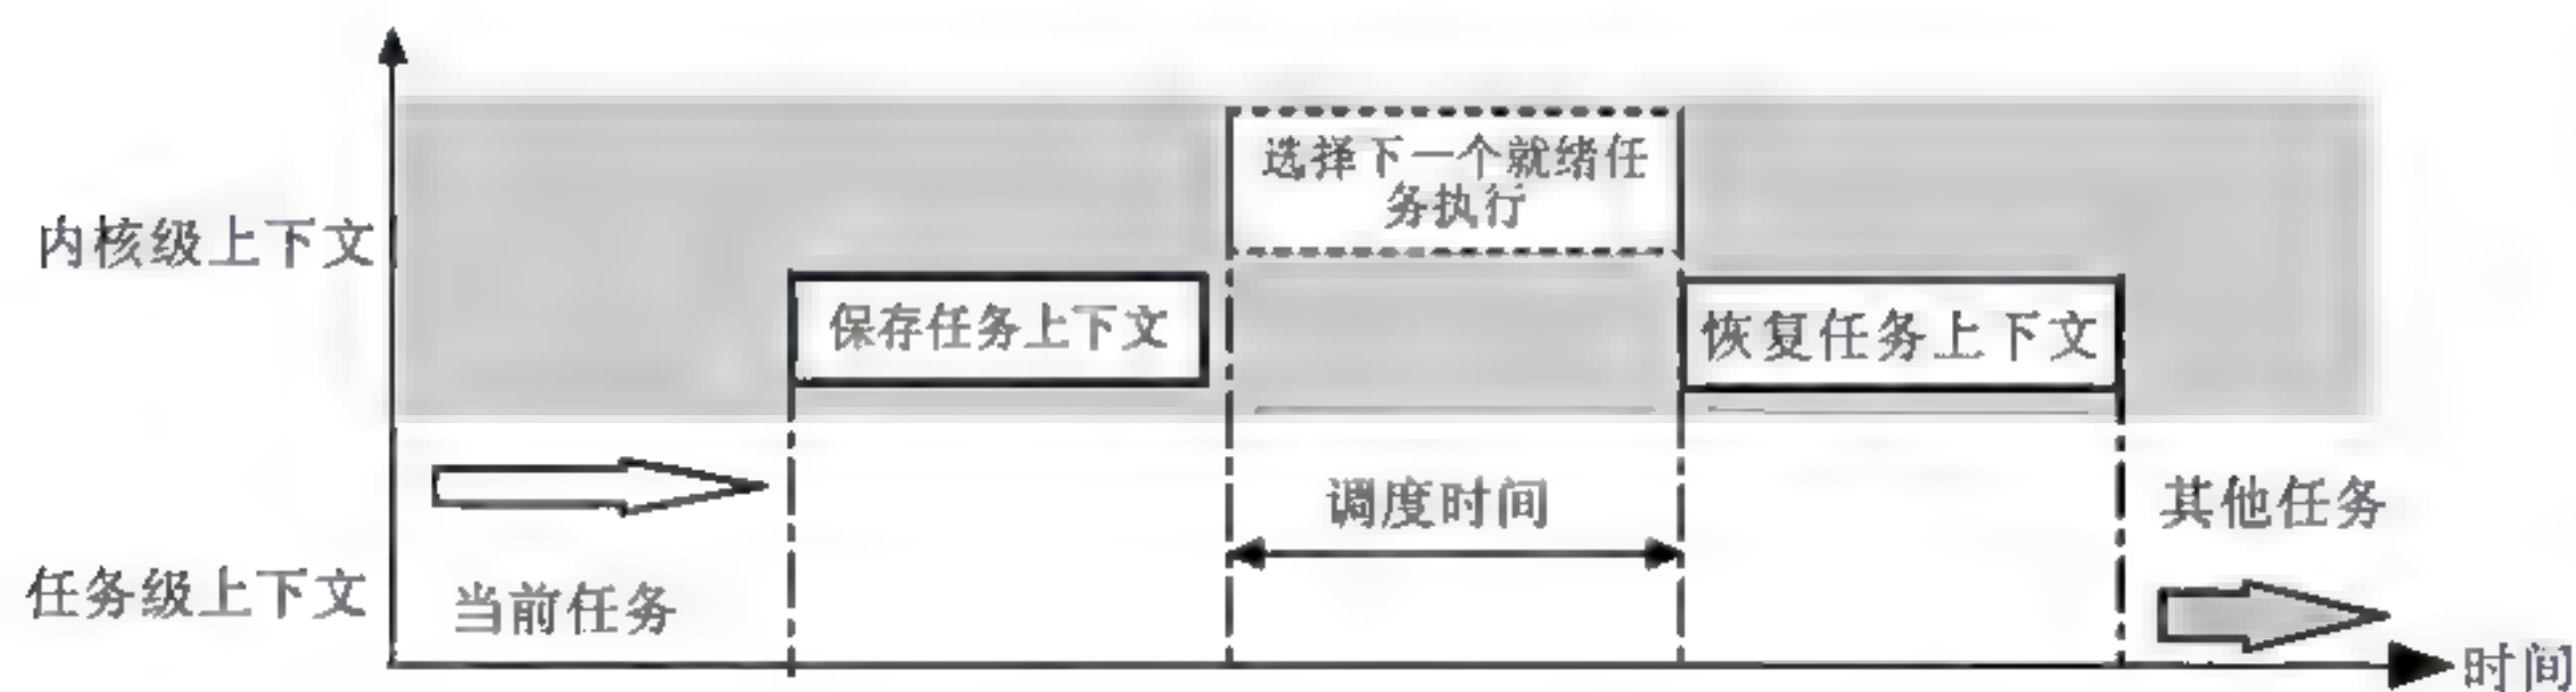 选择下一个就绪任
务执行
内核级上下文
保存任务上下文
恢复任务上下文
调度时间
其他任务
任务级上下文
当前任务
时间